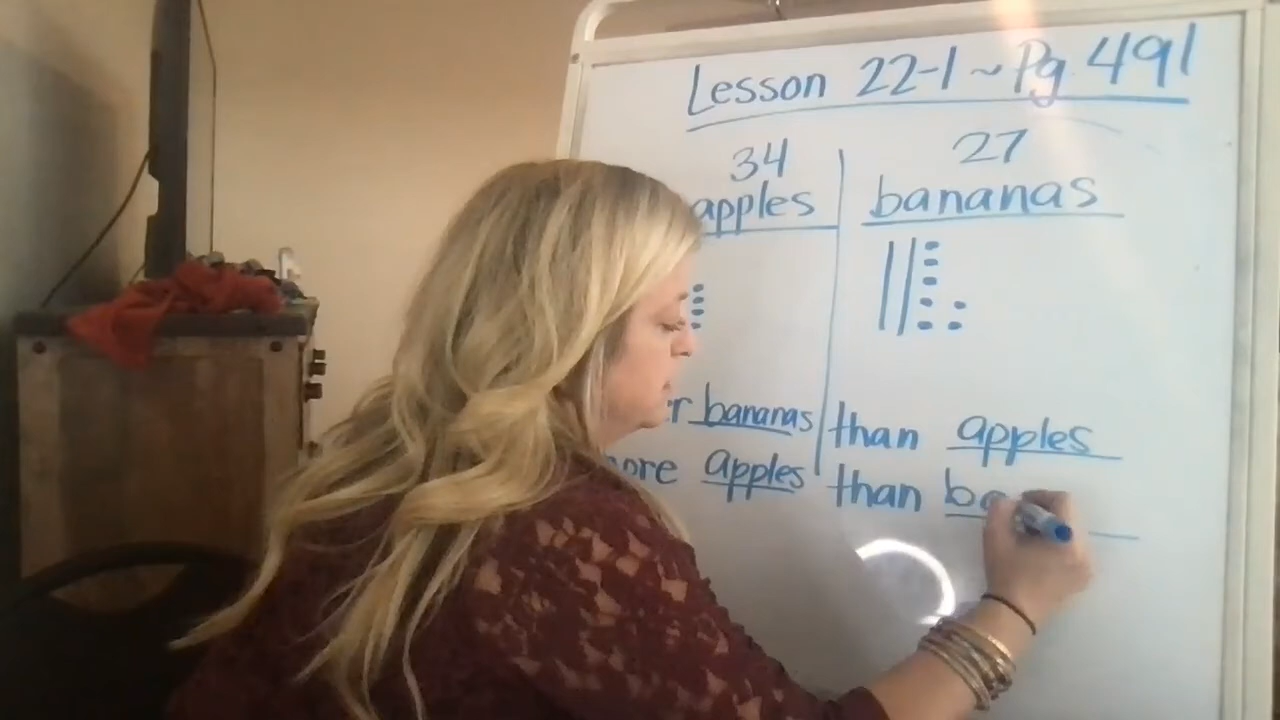 Lesson 22-1 ~ Pg 491
34 27
apples bananas
bananas than apples
apples than